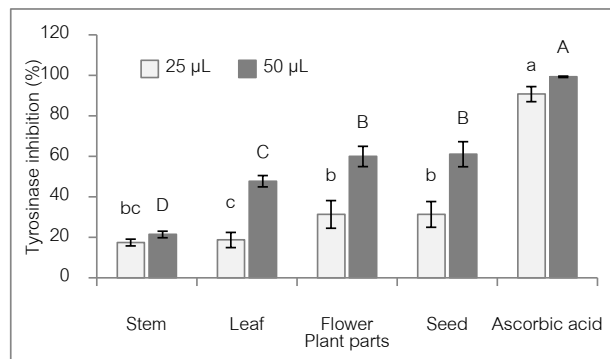 Tyrosinase inhibition (%)
120
100
80
60
40
20
0
25 µL
50 µL
bc
D
c
C
b
B
b
B
a
A
Stem
Leaf
Flower
Seed
Ascorbic acid
Plant parts